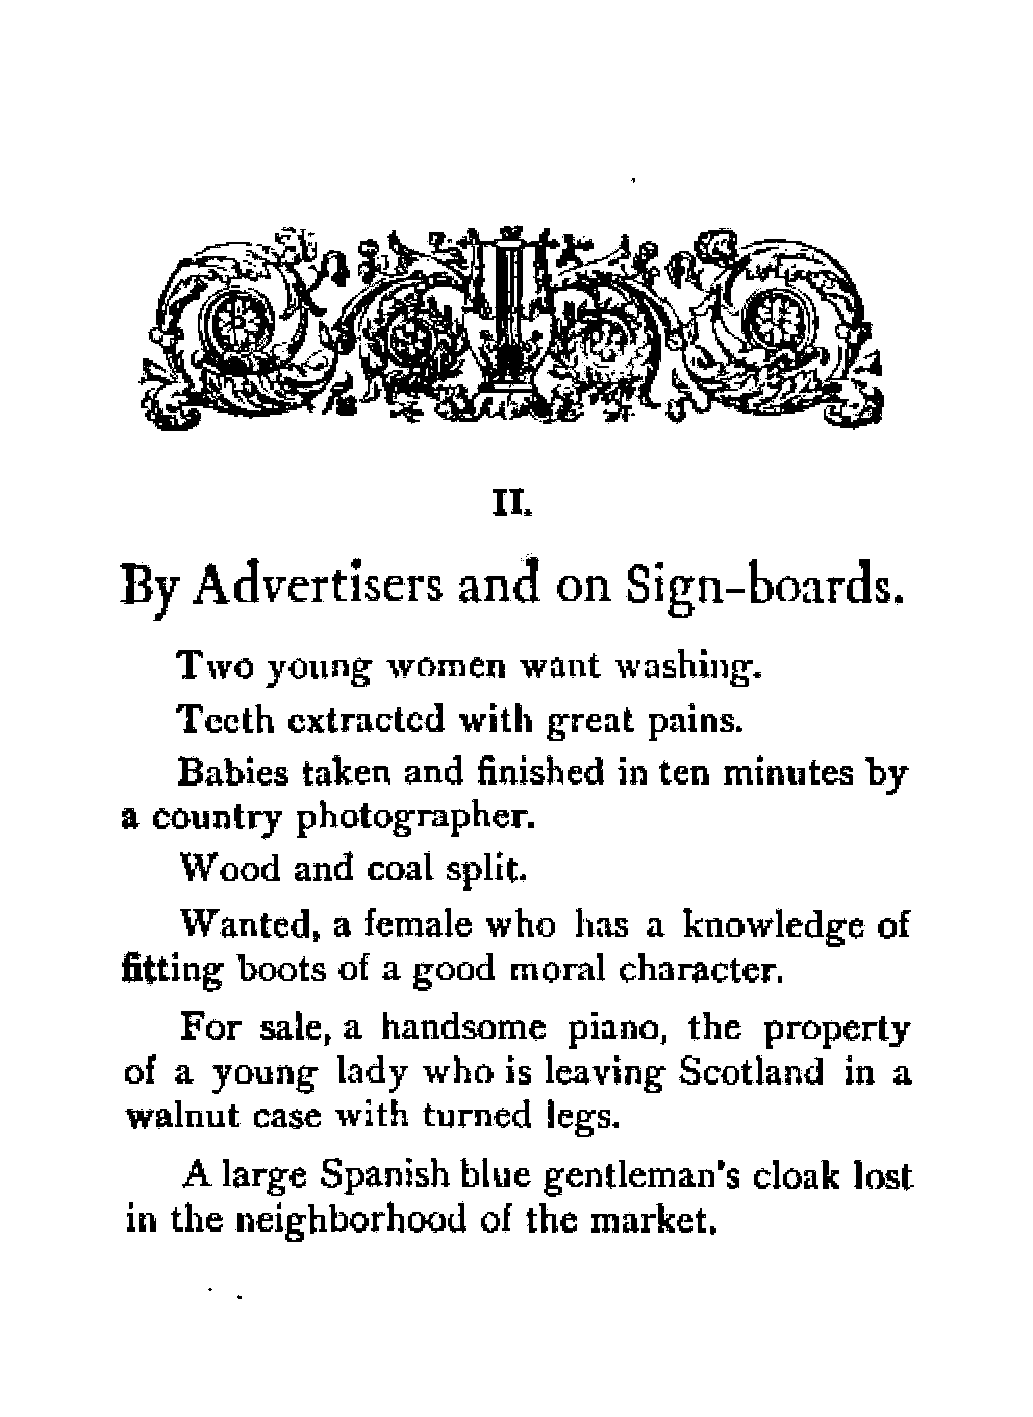 II.
By Advertisers and on Sign-boards.
Two young women want washing.
Teeth extracted with great pains.
Babies taken and finished in ten minutes by
a country photographer.
Wood and coal split.
Wanted, a female who has a knowledge of
fitting boots of a good moral character.
For sale, a handsome piano, the property
of a young lady who is leaving Scotland in a
walnut case with turned legs.
A large Spanish blue gentleman's cloak lost
in the neighborhood of the market.